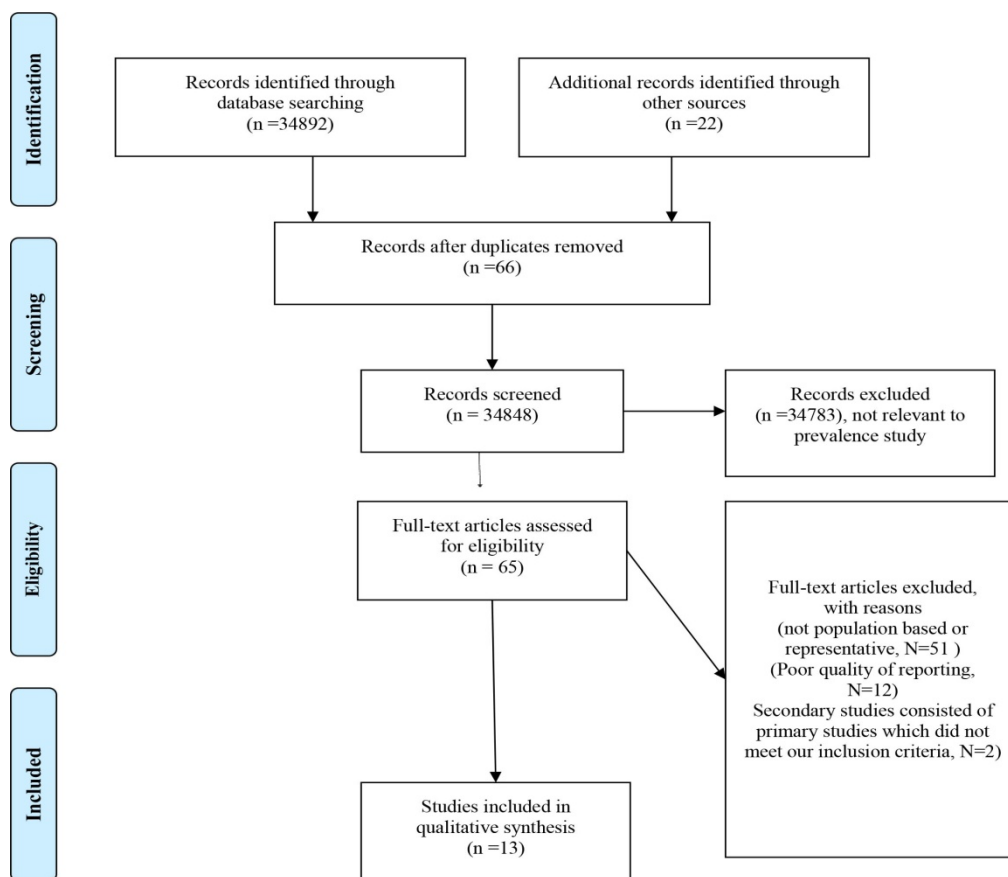 Identification
Records identified through
database searching
(n =34892)
Additional records identified through
other sources
(n =22)
Records after duplicates removed
(n =66)
Screening
Records screened
(n = 34848)
Records excluded
(n =34783), not relevant to
prevalence study
Eligibility
Full-text articles assessed
for eligibility
(n = 65)
Full-text articles excluded,
with reasons
(not population based or
representative, N=51 )
(Poor quality of reporting,
N=12)
Secondary studies consisted of
primary studies which did not
meet our inclusion criteria, N=2)
Included
Studies included in
qualitative synthesis
(n =13)